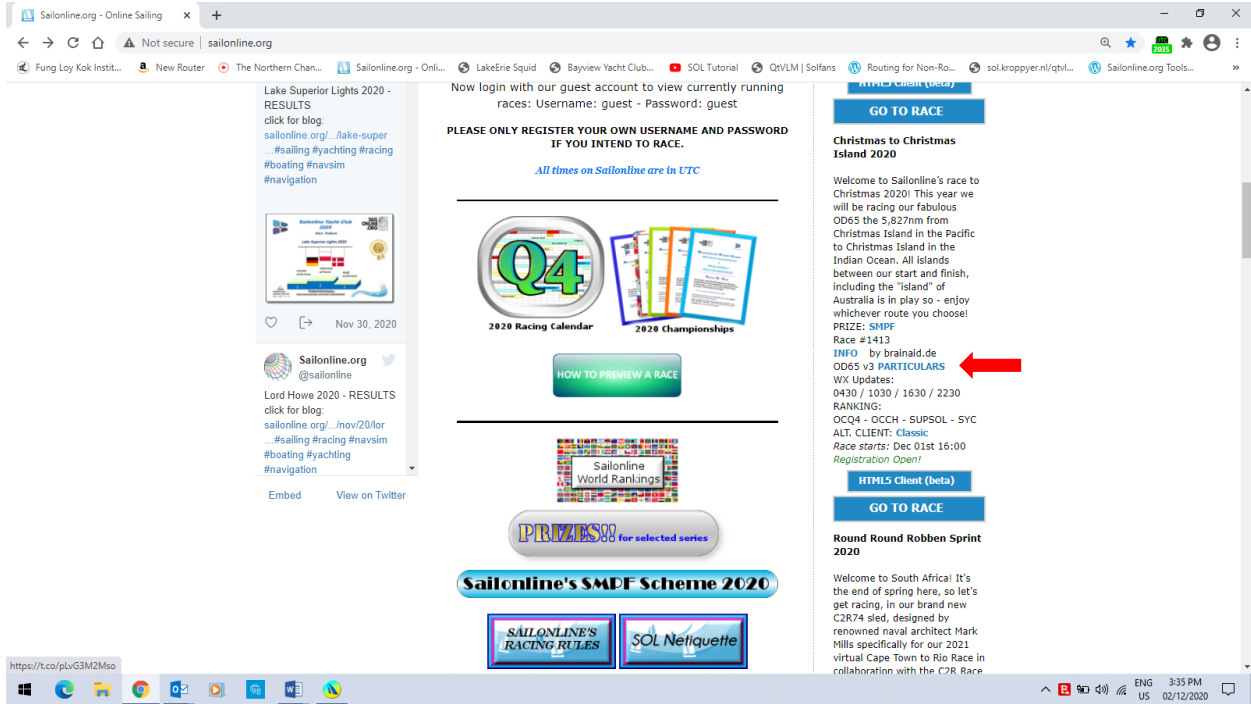 Sailonline.org - Online Sailing
Not secure | sailonline.org
Fung Loy Kok Instit...
New Router
The Northern Chan...
Sailonline.org - Onli...
LakeErie Squid
Bayview Yacht Club...
SOL Tutorial
QtVLM | Solfans
Routing for Non-Ro...
sol.kroppyer.nl/qtvl...
Sailonline.org Tools...
2035
Lake Superior Lights 2020 -
RESULTS
click for blog:
sailonline.org/.../lake-super
...#sailing #yachting #racing
#boating #navsim
#navigation
Sailonline Yacht Club
2020
Lake Superior Lights 2020
Nov 30, 2020
Sailonline.org
@sailonline
Lord Howe 2020 - RESULTS
click for blog:
sailonline.org/.../nov/20/lor
...#sailing #racing #navsim
#boating #yachting
#navigation
Embed
View on Twitter
Now login with our guest account to view currently running
races: Username: guest - Password: guest
PLEASE ONLY REGISTER YOUR OWN USERNAME AND PASSWORD
IF YOU INTEND TO RACE.
All times on Sailonline are in UTC
Q4
2020 Racing Calendar
2020 Championships
HOW TO PREVIEW A RACE
Sailonline
World Rankings
PRIZES!! for selected series
Sailonline's SMPF Scheme 2020
SAILONLINE'S
RACING RULES
SOL Netiquette
HTML5 Client (beta)
GO TO RACE
Christmas to Christmas
Island 2020
Welcome to Sailonline's race to
Christmas 2020! This year we
will be racing our fabulous
OD65 the 5,827nm from
Christmas Island in the Pacific
to Christmas Island in the
Indian Ocean. All islands
between our start and finish,
including the "island" of
Australia is in play so - enjoy
whichever route you choose!
PRIZE: SMPF
Race #1413
INFO by brainaid.de
OD65 v3 PARTICULARS
WX Updates:
0430 / 1030 / 1630 / 2230
RANKING:
OCQ4 - OCCH - SUPSOL - SYC
ALT. CLIENT: Classic
Race starts: Dec 01st 16:00
Registration Open!
HTML5 Client (beta)
GO TO RACE
Round Round Robben Sprint
2020
Welcome to South Africa! It's
the end of spring here, so let's
get racing, in our brand new
C2R74 sled, designed by
renowned naval architect Mark
Mills specifically for our 2021
virtual Cape Town to Rio Race in
collaboration with the C2R Race
https://t.co/pLvG3M2Mso
ENG
US
3:35 PM
02/12/2020